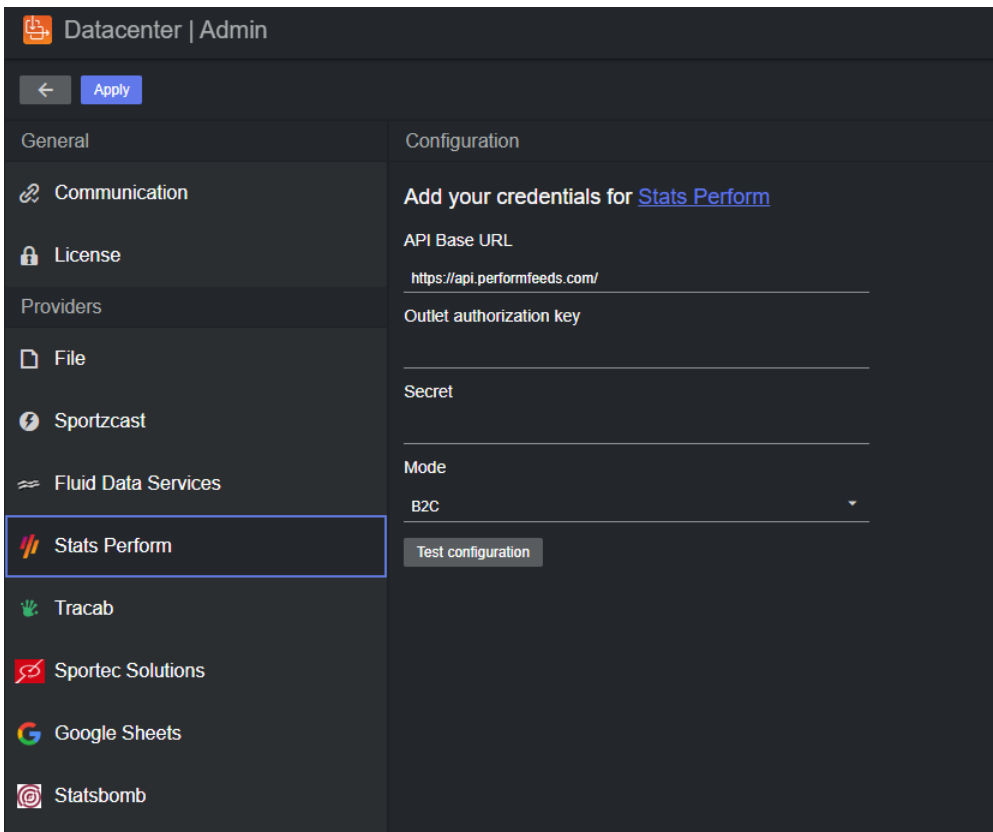 Datacenter | Admin
Apply
General
Communication
License
Providers
File
Sportzcast
Fluid Data Services
Stats Perform
Tracab
Sportec Solutions
Google Sheets
Statsbomb
Configuration
Add your credentials for Stats Perform
API Base URL
https://api.performfeeds.com/
Outlet authorization key
Secret
Mode
B2C
Test configuration